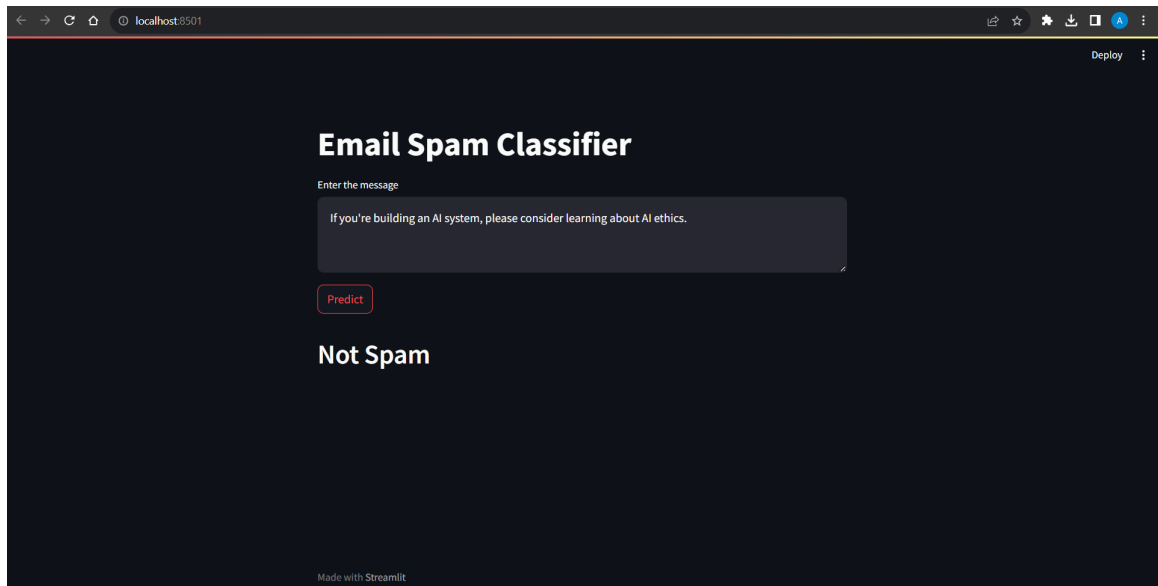 localhost:8501
A
Deploy
Email Spam Classifier
Enter the message
If you're building an AI system, please consider learning about AI ethics.
Predict
Not Spam
Made with Streamlit